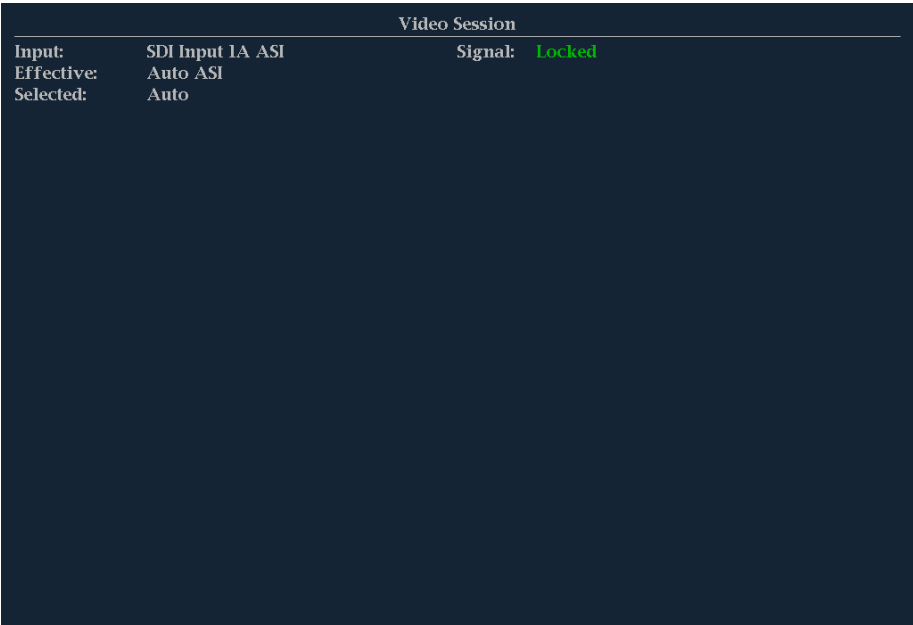 Video Session
Input: SDI Input 1A ASI Signal: Locked
Effective: Auto ASI
Selected: Auto